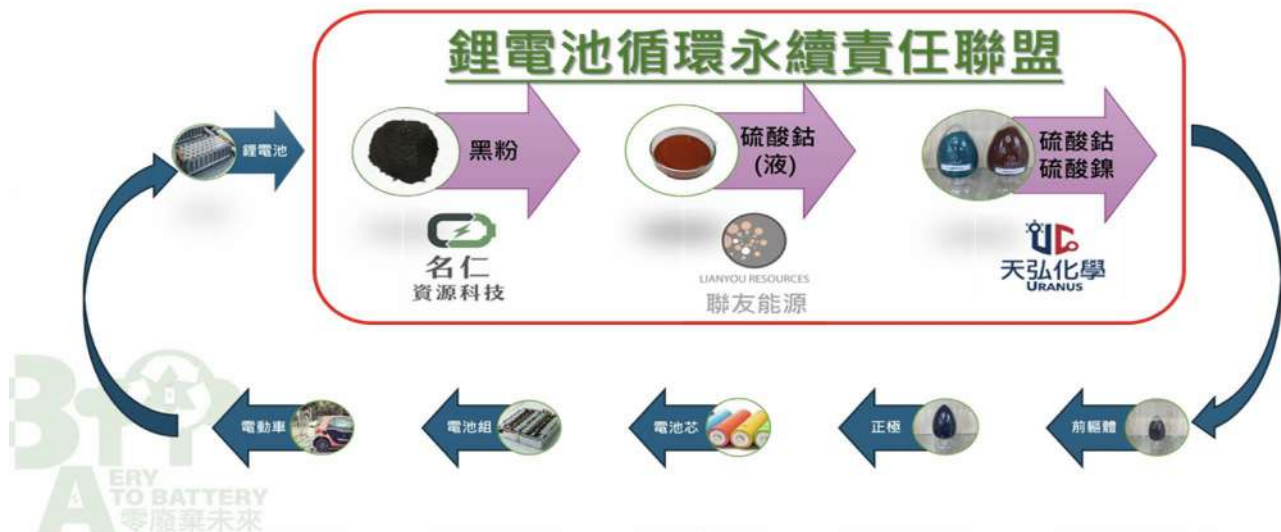 鋰電池循環永續責任聯盟
鋰電池
黑粉
硫酸鈷
(液)
硫酸鈷
硫酸鎳
名仁
資源科技
LIANYOU RESOURCES
聯友能源
UC
天弘化學
URANUS
電動車
電池組
電池芯
正極
前軀體
ERY
TO BATTERY
零廢棄未來